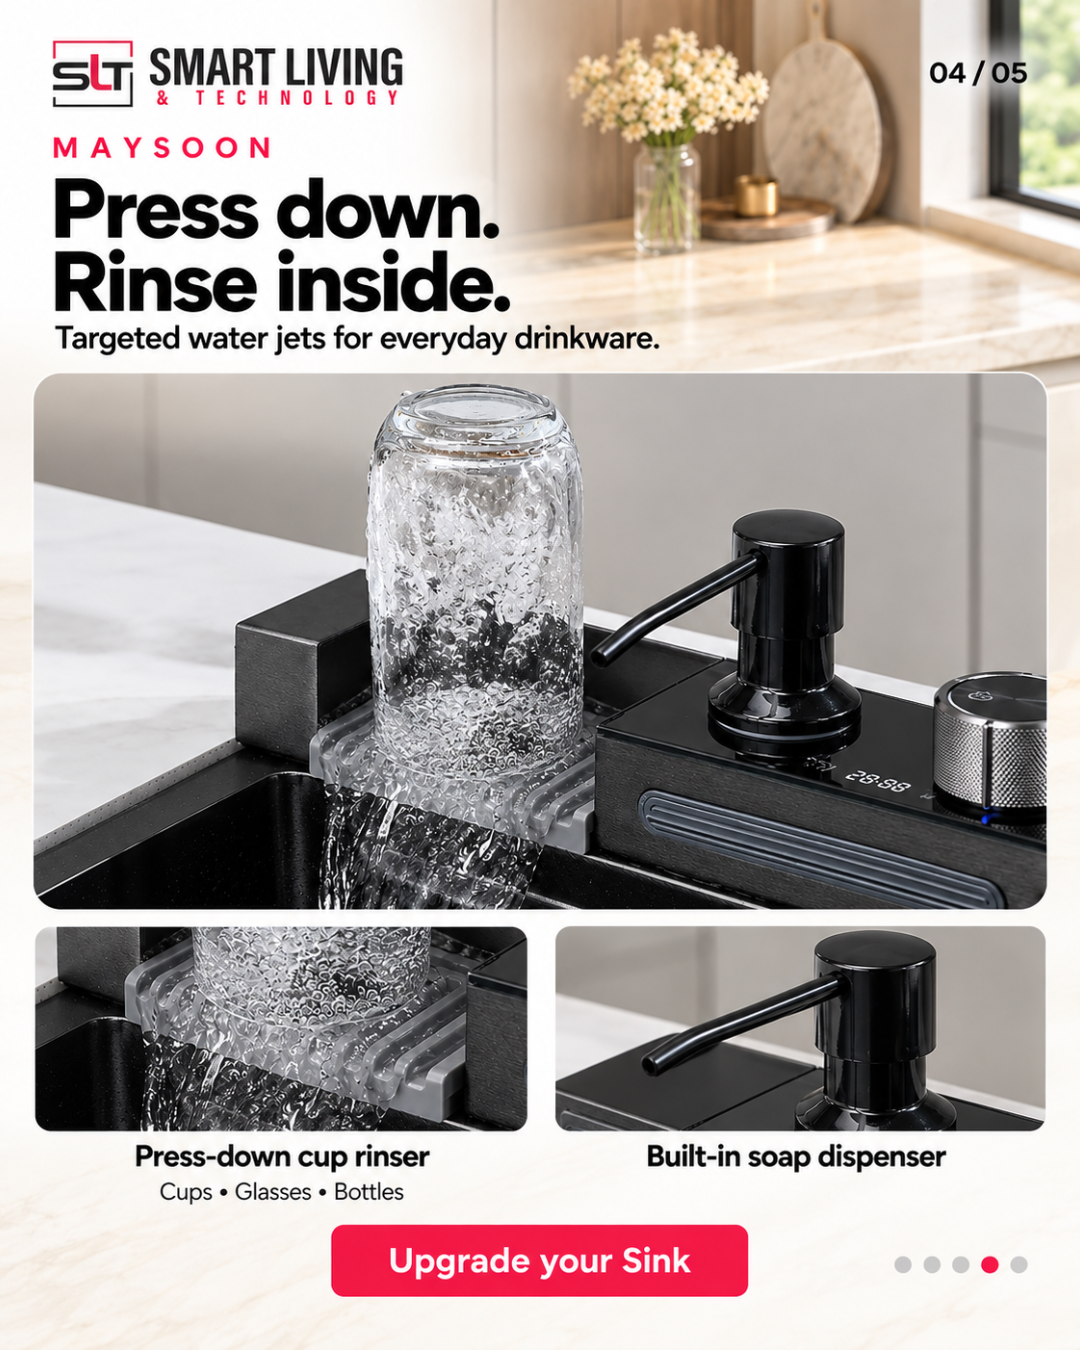 SLT SMART LIVING
& TECHNOLOGY
04 / 05
MAYSOON
Press down.
Rinse inside.
Targeted water jets for everyday drinkware.
28:88
Press-down cup rinser
Cups • Glasses • Bottles
Built-in soap dispenser
Upgrade your Sink